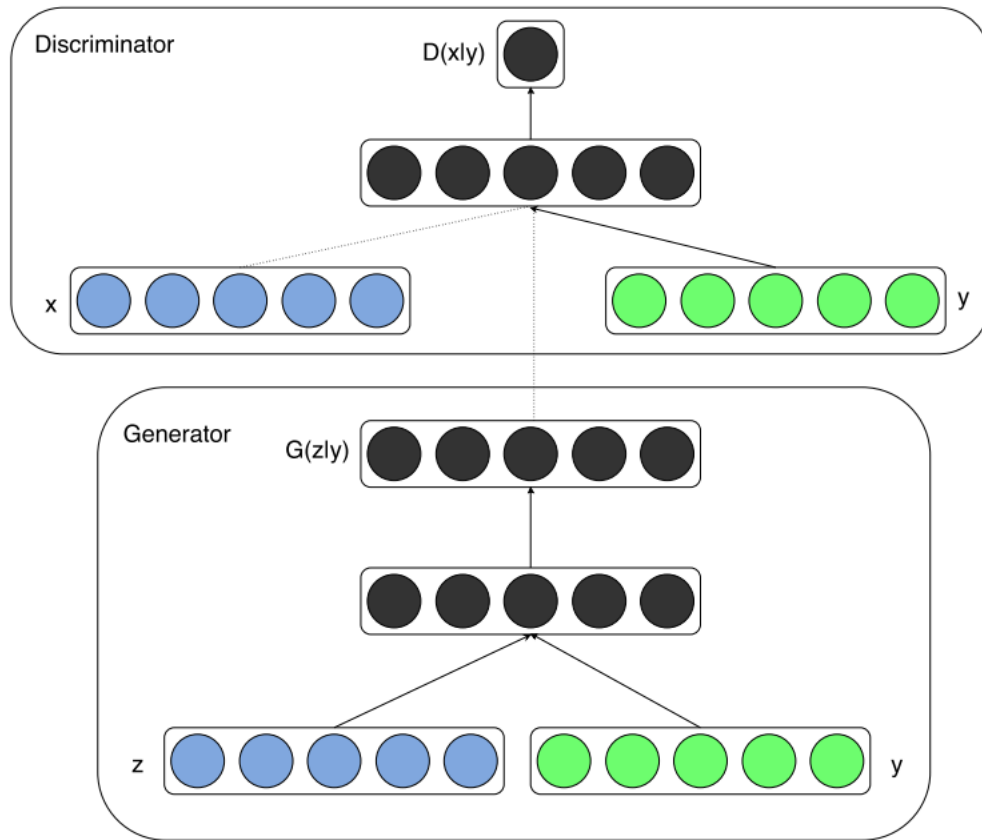 Discriminator
D(x|y)
x
y
Generator
G(z|y)
z
y